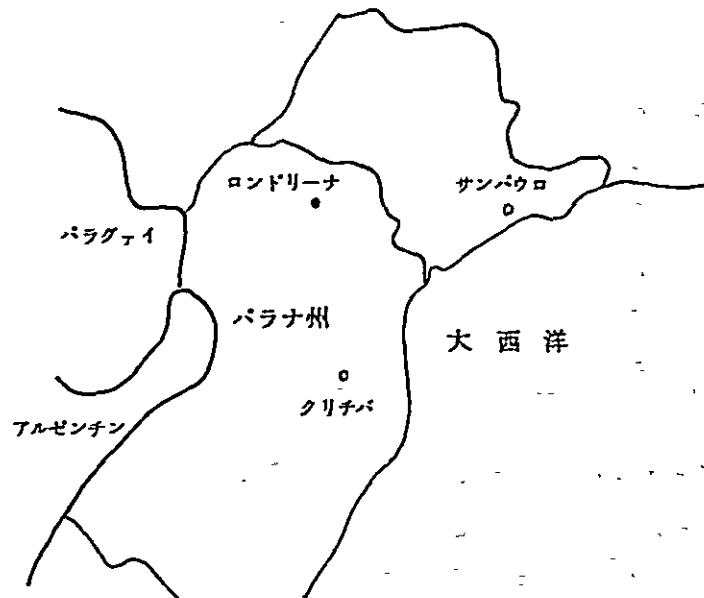 ロンドリーナ
サンパウロ
パラグァイ
パラナ州
大西洋
クリチバ
アルゼンチン